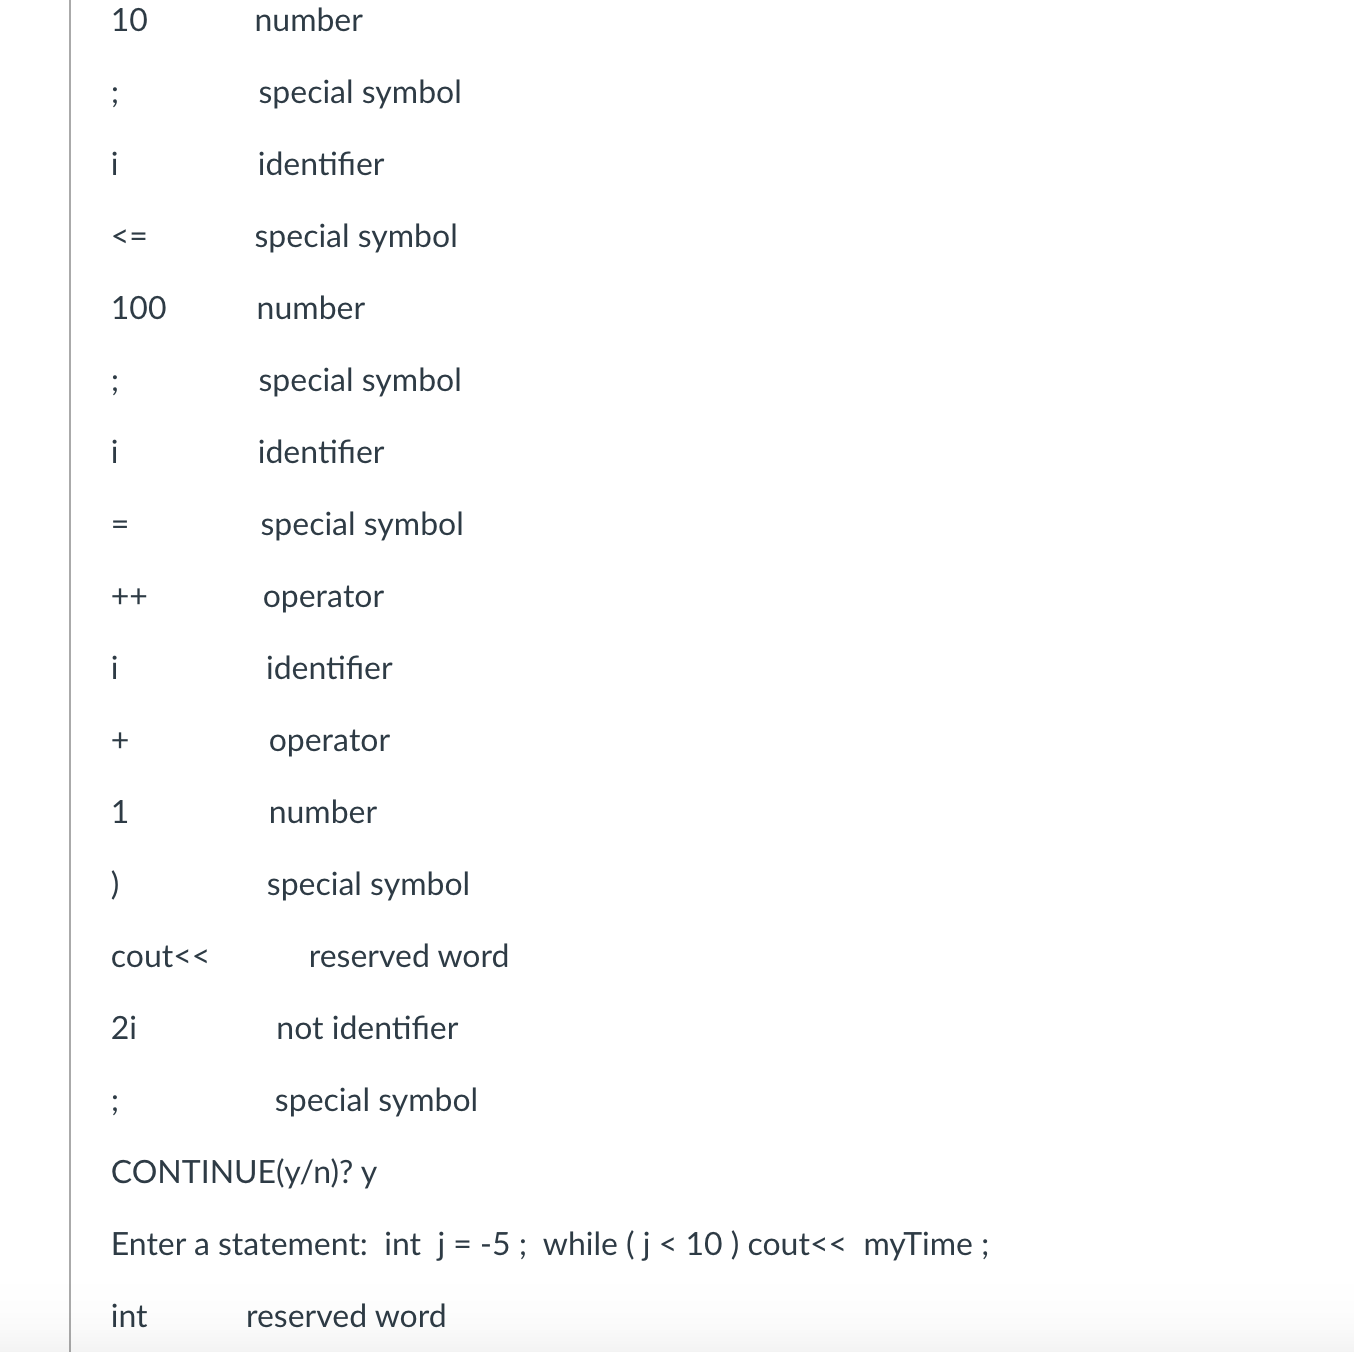 10 number
; special symbol
i identifier
<= special symbol
100 number
; special symbol
i identifier
= special symbol
++ operator
i identifier
+ operator
1 number
) special symbol
cout<< reserved word
2i not identifier
; special symbol
CONTINUE(y/n)? y
Enter a statement: int j = -5 ; while ( j < 10 ) cout<< myTime ;
int reserved word